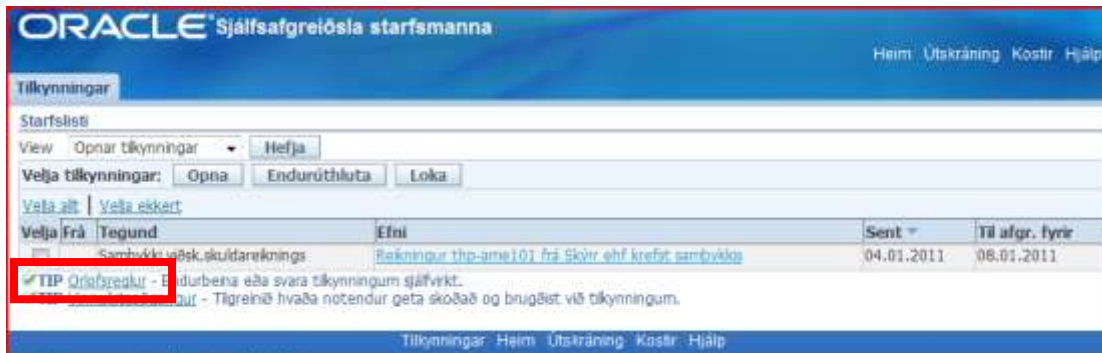 ORACLE Sjálfsafgreiðsla starfsmanna
Heim Útskráning Kostir Hjálp
Tilkynningar
Starfslisti
View Opnar tilkynningar Hefja
Velja tilkynningar: Opna Endurúthluta Loka
Velja allt | Velja ekkert
Velja Frá Tegund Efni Sent Til afgr. fyrir
Samþykki viðsk.skuldareiknings Reikningur thp-ame101 frá Skýrr ehf krefst samþykkis 04.01.2011 08.01.2011
TIP Orlofsreglur - Endurbeina eða svara tilkynningum sjálfvirkt.
TIP - Tilgreinið hvaða notendur geta skoðað og brugðist við tilkynningum.
Tilkynningar Heim Útskráning Kostir Hjálp